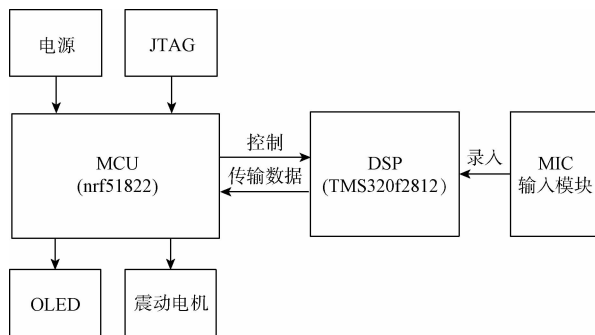 电源
JTAG
MCU
(nrf51822)
控制
传输数据
DSP
(TMS320f2812)
录入
MIC
输入模块
OLED
震动电机